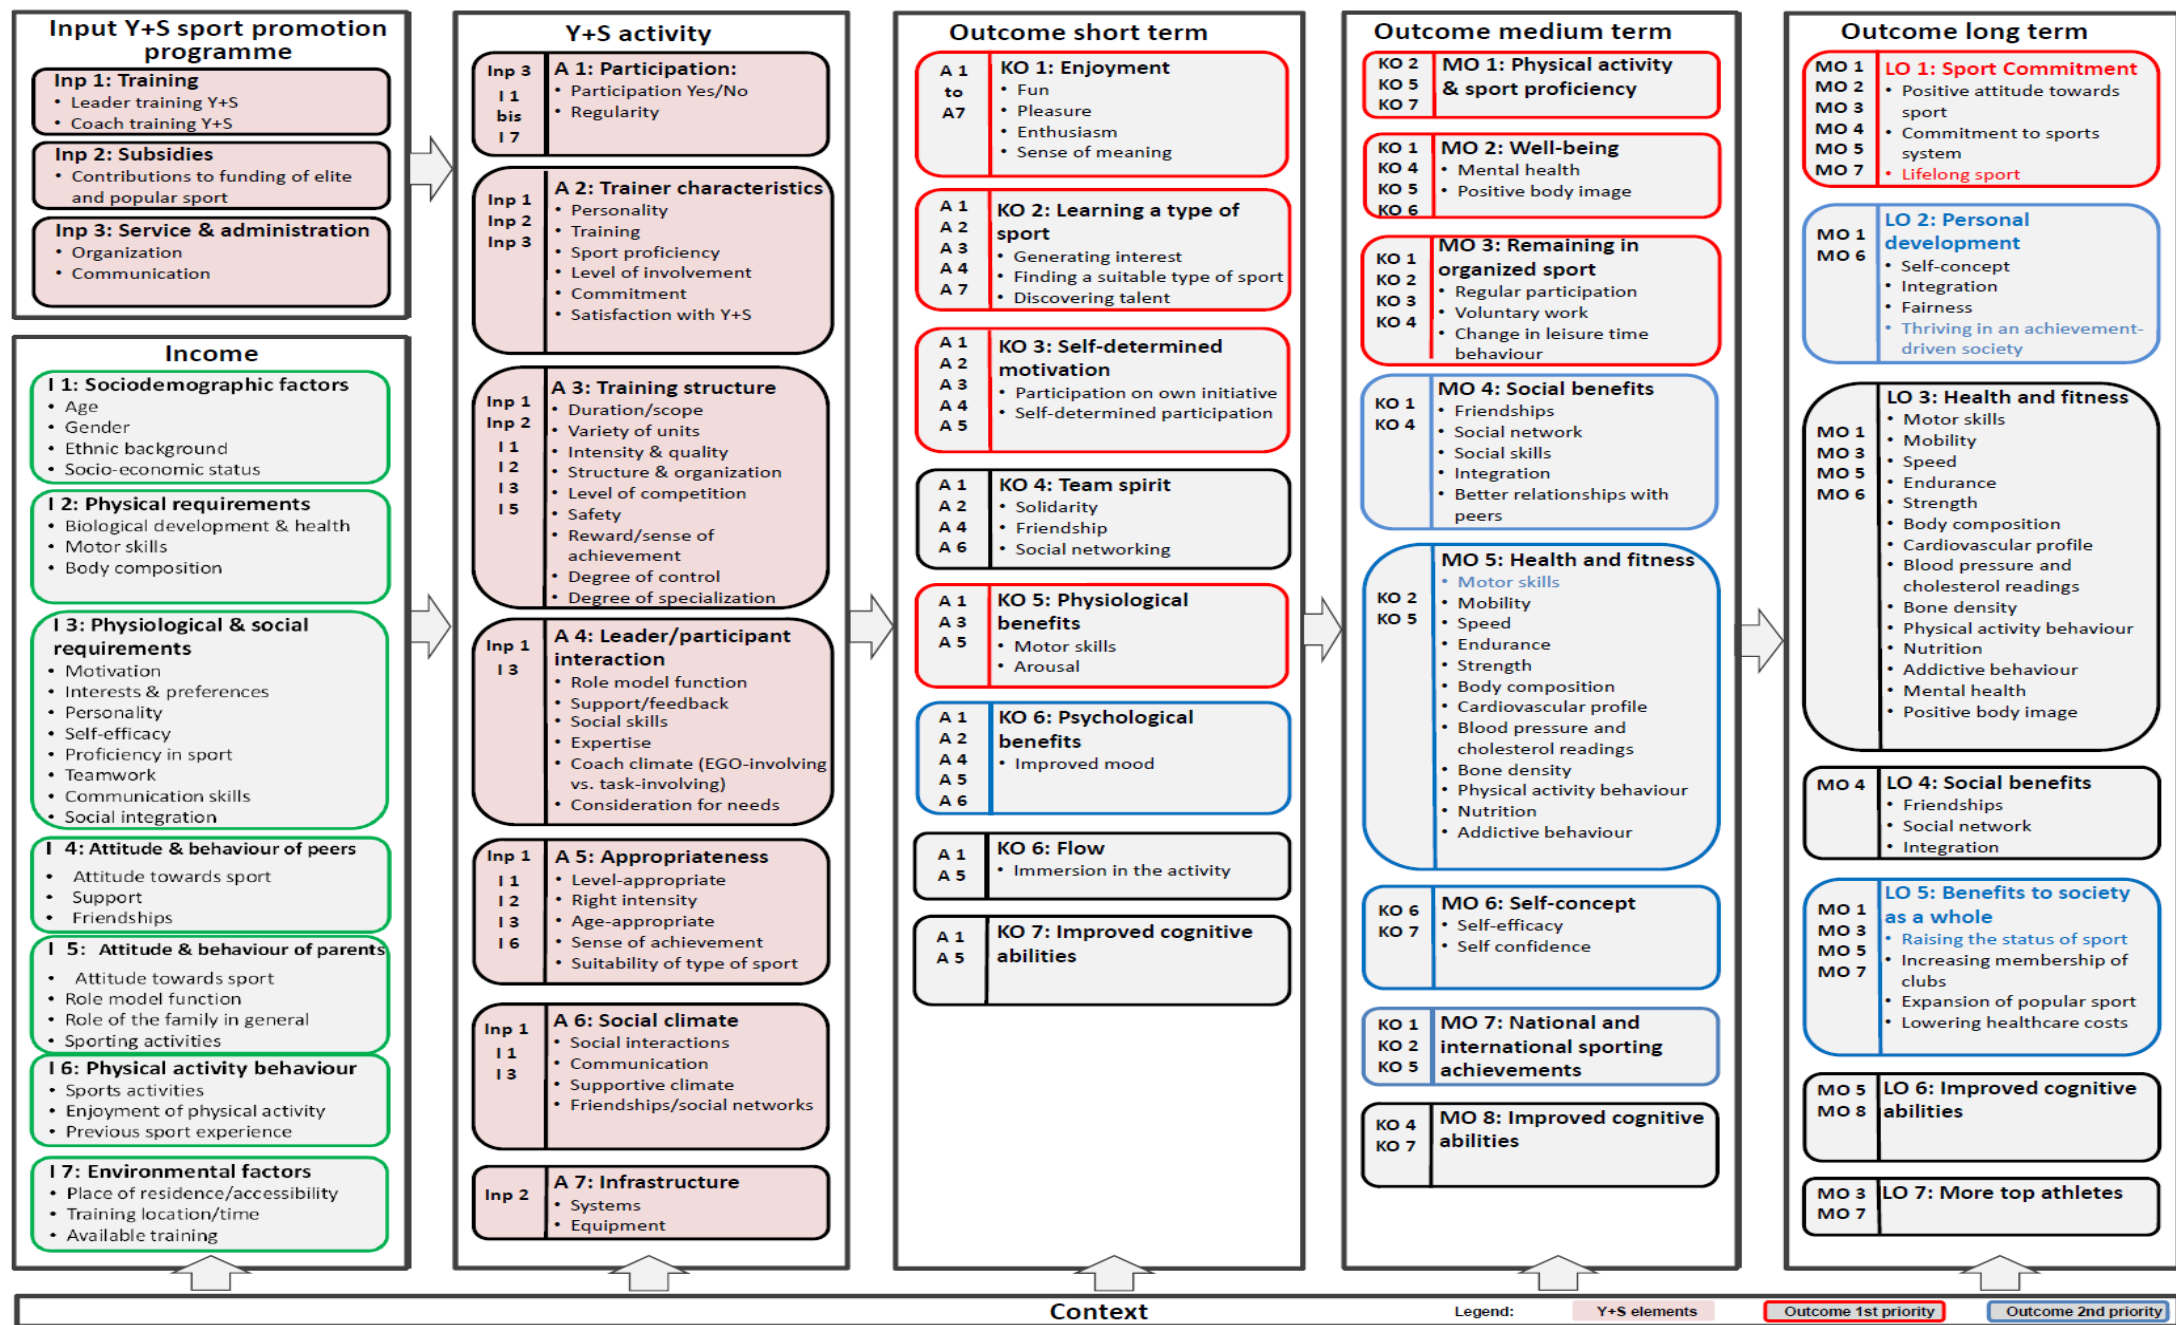 Input Y+S sport promotion
programme
Inp 1: Training
• Leader training Y+S
• Coach training Y+S
Inp 2: Subsidies
• Contributions to funding of elite
and popular sport
Inp 3: Service & administration
• Organization
• Communication
Income
I 1: Sociodemographic factors
• Age
• Gender
• Ethnic background
• Socio-economic status
I 2: Physical requirements
• Biological development & health
• Motor skills
• Body composition
I 3: Physiological & social
requirements
• Motivation
• Interests & preferences
• Personality
• Self-efficacy
• Proficiency in sport
• Teamwork
• Communication skills
• Social integration
I 4: Attitude & behaviour of peers
• Attitude towards sport
• Support
• Friendships
I 5: Attitude & behaviour of parents
• Attitude towards sport
• Role model function
• Role of the family in general
• Sporting activities
I 6: Physical activity behaviour
• Sports activities
• Enjoyment of physical activity
• Previous sport experience
I 7: Environmental factors
• Place of residence/accessibility
• Training location/time
• Available training
Y+S activity
Inp 3
I 1
bis
I 7
A 1: Participation:
• Participation Yes/No
• Regularity
Inp 1
Inp 2
Inp 3
A 2: Trainer characteristics
• Personality
• Training
• Sport proficiency
• Level of involvement
• Commitment
• Satisfaction with Y+S
Inp 1
Inp 2
I 1
I 2
I 3
I 5
A 3: Training structure
• Duration/scope
• Variety of units
• Intensity & quality
• Structure & organization
• Level of competition
• Safety
• Reward/sense of
achievement
• Degree of control
• Degree of specialization
Inp 1
I 3
A 4: Leader/participant
interaction
• Role model function
• Support/feedback
• Social skills
• Expertise
• Coach climate (EGO-involving
vs. task-involving)
• Consideration for needs
Inp 1
I 1
I 2
I 3
I 6
A 5: Appropriateness
• Level-appropriate
• Right intensity
• Age-appropriate
• Sense of achievement
• Suitability of type of sport
Inp 1
I 1
I 3
A 6: Social climate
• Social interactions
• Communication
• Supportive climate
• Friendships/social networks
Inp 2
A 7: Infrastructure
• Systems
• Equipment
Outcome short term
A 1
to
A7
KO 1: Enjoyment
• Fun
• Pleasure
• Enthusiasm
• Sense of meaning
A 1
A 2
A 3
A 4
A 7
KO 2: Learning a type of
sport
• Generating interest
• Finding a suitable type of sport
• Discovering talent
A 1
A 2
A 3
A 4
A 5
KO 3: Self-determined
motivation
• Participation on own initiative
• Self-determined participation
A 1
A 2
A 4
A 6
KO 4: Team spirit
• Solidarity
• Friendship
• Social networking
A 1
A 3
A 5
KO 5: Physiological
benefits
• Motor skills
• Arousal
A 1
A 2
A 4
A 5
A 6
KO 6: Psychological
benefits
• Improved mood
A 1
A 5
KO 6: Flow
• Immersion in the activity
A 1
A 5
KO 7: Improved cognitive
abilities
Outcome medium term
KO 2
KO 5
KO 7
MO 1: Physical activity
& sport proficiency
KO 1
KO 4
KO 5
KO 6
MO 2: Well-being
• Mental health
• Positive body image
KO 1
KO 2
KO 3
KO 4
MO 3: Remaining in
organized sport
• Regular participation
• Voluntary work
• Change in leisure time
behaviour
KO 1
KO 4
MO 4: Social benefits
• Friendships
• Social network
• Social skills
• Integration
• Better relationships with
peers
KO 2
KO 5
MO 5: Health and fitness
• Motor skills
• Mobility
• Speed
• Endurance
• Strength
• Body composition
• Cardiovascular profile
• Blood pressure and
cholesterol readings
• Bone density
• Physical activity behaviour
• Nutrition
• Addictive behaviour
KO 6
KO 7
MO 6: Self-concept
• Self-efficacy
• Self confidence
KO 1
KO 2
KO 5
MO 7: National and
international sporting
achievements
KO 4
KO 7
MO 8: Improved cognitive
abilities
Outcome long term
MO 1
MO 2
MO 3
MO 4
MO 5
MO 7
LO 1: Sport Commitment
• Positive attitude towards
sport
• Commitment to sports
system
• Lifelong sport
MO 1
MO 6
LO 2: Personal
development
• Self-concept
• Integration
• Fairness
• Thriving in an achievement-
driven society
MO 1
MO 3
MO 5
MO 6
LO 3: Health and fitness
• Motor skills
• Mobility
• Speed
• Endurance
• Strength
• Body composition
• Cardiovascular profile
• Blood pressure and
cholesterol readings
• Bone density
• Physical activity behaviour
• Nutrition
• Addictive behaviour
• Mental health
• Positive body image
MO 4
LO 4: Social benefits
• Friendships
• Social network
• Integration
MO 1
MO 3
MO 5
MO 7
LO 5: Benefits to society
as a whole
• Raising the status of sport
• Increasing membership of
clubs
• Expansion of popular sport
• Lowering healthcare costs
MO 5
MO 8
LO 6: Improved cognitive
abilities
MO 3
MO 7
LO 7: More top athletes
Context
Legend:
Y+S elements
Outcome 1st priority
Outcome 2nd priority